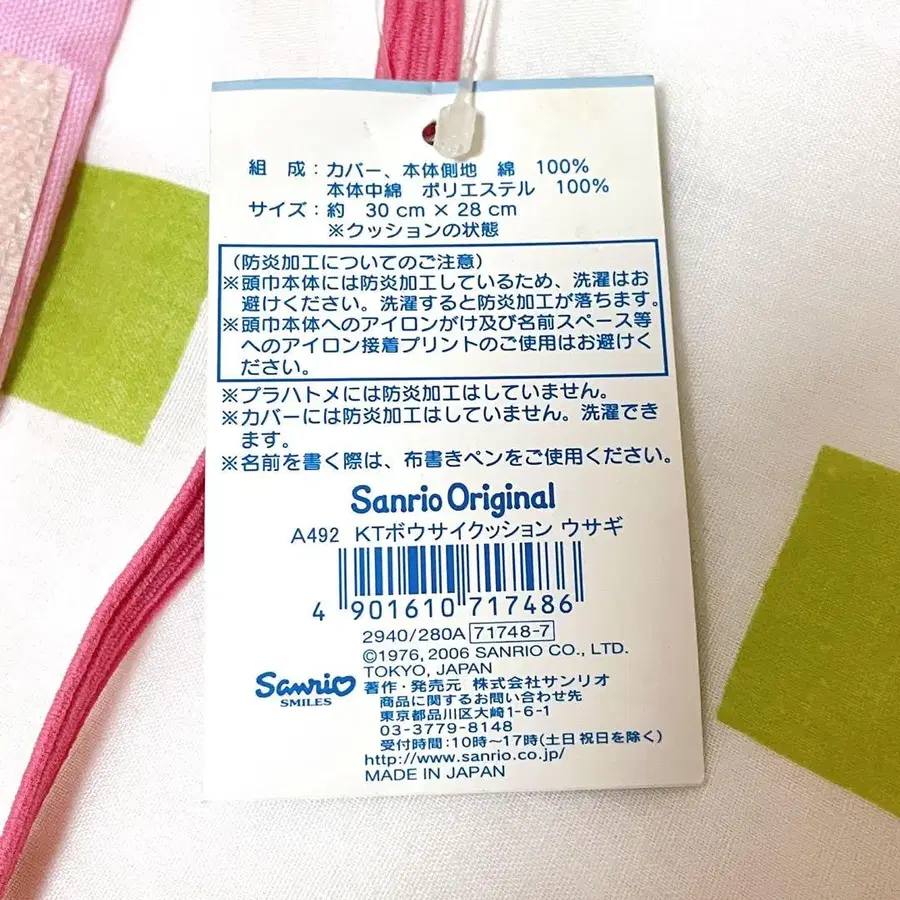 組 成：カバー、本体側地 綿 100%
本体中綿 ポリエステル 100%
サイズ：約 30 cm × 28 cm
※クッションの状態
（防炎加工についてのご注意）
※頭巾本体には防炎加工しているため、洗濯はお
避けください。洗濯すると防炎加工が落ちます。
※頭巾本体へのアイロンがけ及び名前スペース等
へのアイロン接着プリントのご使用はお避けく
ださい。
※プラハトメには防炎加工はしていません。
※カバーには防炎加工はしていません。洗濯でき
ます。
※名前を書く際は、布書きペンをご使用ください。
Sanrio Original
A492 KTボウサイクッション ウサギ
4 901610 717486
2940/280A 71748-7
©1976, 2006 SANRIO CO., LTD.
TOKYO, JAPAN
Sanrio
SMILES
著作・発売元 株式会社サンリオ
商品に関するお問い合わせ先
東京都品川区大崎1-6-1
03-3779-8148
受付時間：10時～17時(土日祝日を除く)
http://www.sanrio.co.jp/
MADE IN JAPAN